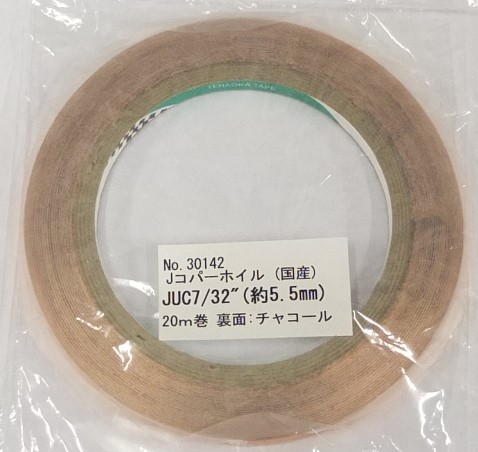 TERAOKA TAPE
No.30142
Jコパーホイル (国産)
JUC7/32″(約5.5mm)
20m巻 裏面:チャコール